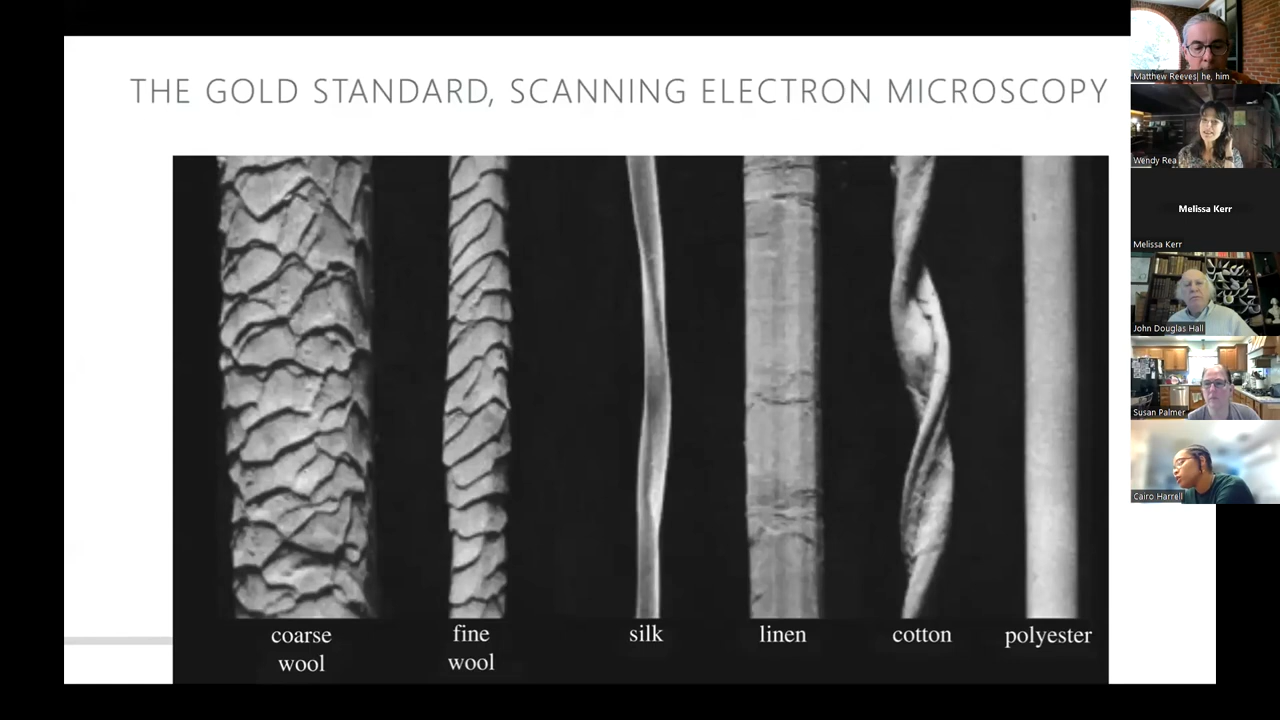 THE GOLD STANDARD, SCANNING ELECTRON MICROSCOPY
coarse
wool
fine
wool
silk
linen
cotton
polyester
Matthew Reeves| he, him
Wendy Rea
Melissa Kerr
Melissa Kerr
John Douglas Hall
Susan Palmer
Cairo Harrell